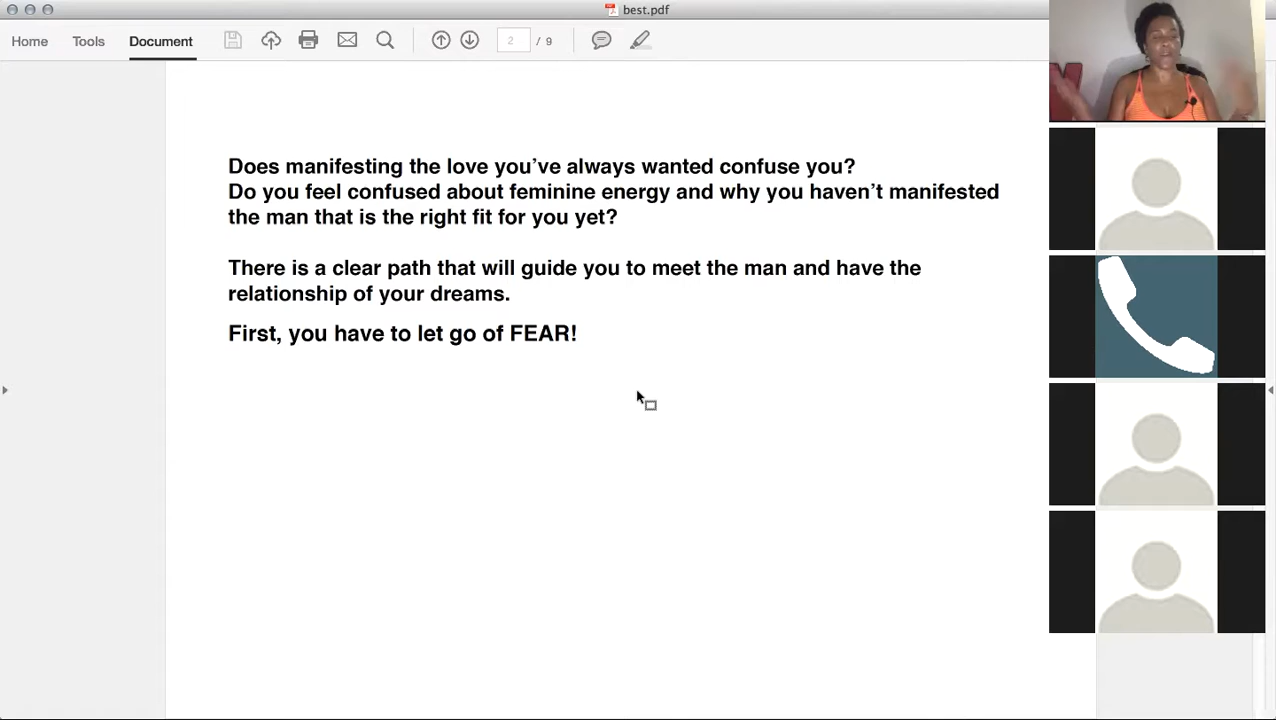 best.pdf
Home
Tools
Document
2
/ 9
Does manifesting the love you’ve always wanted confuse you?
Do you feel confused about feminine energy and why you haven’t manifested
the man that is the right fit for you yet?
There is a clear path that will guide you to meet the man and have the
relationship of your dreams.
First, you have to let go of FEAR!